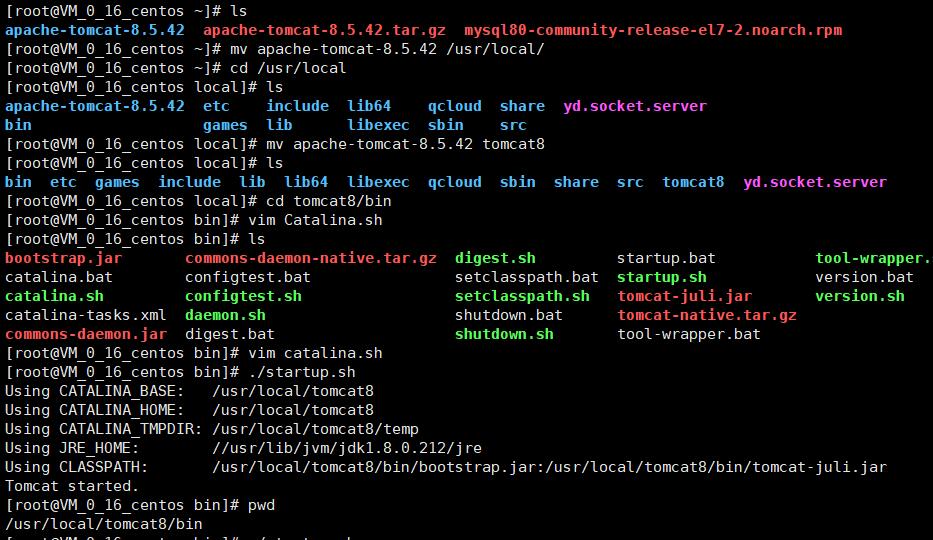 [root@VM_0_16_centos ~]# ls
apache-tomcat-8.5.42  apache-tomcat-8.5.42.tar.gz  mysql80-community-release-el7-2.noarch.rpm
[root@VM_0_16_centos ~]# mv apache-tomcat-8.5.42 /usr/local/
[root@VM_0_16_centos ~]# cd /usr/local
[root@VM_0_16_centos local]# ls
apache-tomcat-8.5.42  etc    include  lib64    qcloud  share  yd.socket.server
bin                   games  lib      libexec  sbin    src
[root@VM_0_16_centos local]# mv apache-tomcat-8.5.42 tomcat8
[root@VM_0_16_centos local]# ls
bin  etc  games  include  lib  lib64  libexec  qcloud  sbin  share  src  tomcat8  yd.socket.server
[root@VM_0_16_centos local]# cd tomcat8/bin
[root@VM_0_16_centos bin]# vim Catalina.sh
[root@VM_0_16_centos bin]# ls
bootstrap.jar       commons-daemon-native.tar.gz  digest.sh         startup.bat           tool-wrapper.
catalina.bat        configtest.bat                setclasspath.bat  startup.sh            version.bat
catalina.sh         configtest.sh                 setclasspath.sh   tomcat-juli.jar       version.sh
catalina-tasks.xml  daemon.sh                     shutdown.bat      tomcat-native.tar.gz
commons-daemon.jar  digest.bat                    shutdown.sh       tool-wrapper.bat
[root@VM_0_16_centos bin]# vim catalina.sh
[root@VM_0_16_centos bin]# ./startup.sh
Using CATALINA_BASE:   /usr/local/tomcat8
Using CATALINA_HOME:   /usr/local/tomcat8
Using CATALINA_TMPDIR: /usr/local/tomcat8/temp
Using JRE_HOME:        //usr/lib/jvm/jdk1.8.0.212/jre
Using CLASSPATH:       /usr/local/tomcat8/bin/bootstrap.jar:/usr/local/tomcat8/bin/tomcat-juli.jar
Tomcat started.
[root@VM_0_16_centos bin]# pwd
/usr/local/tomcat8/bin